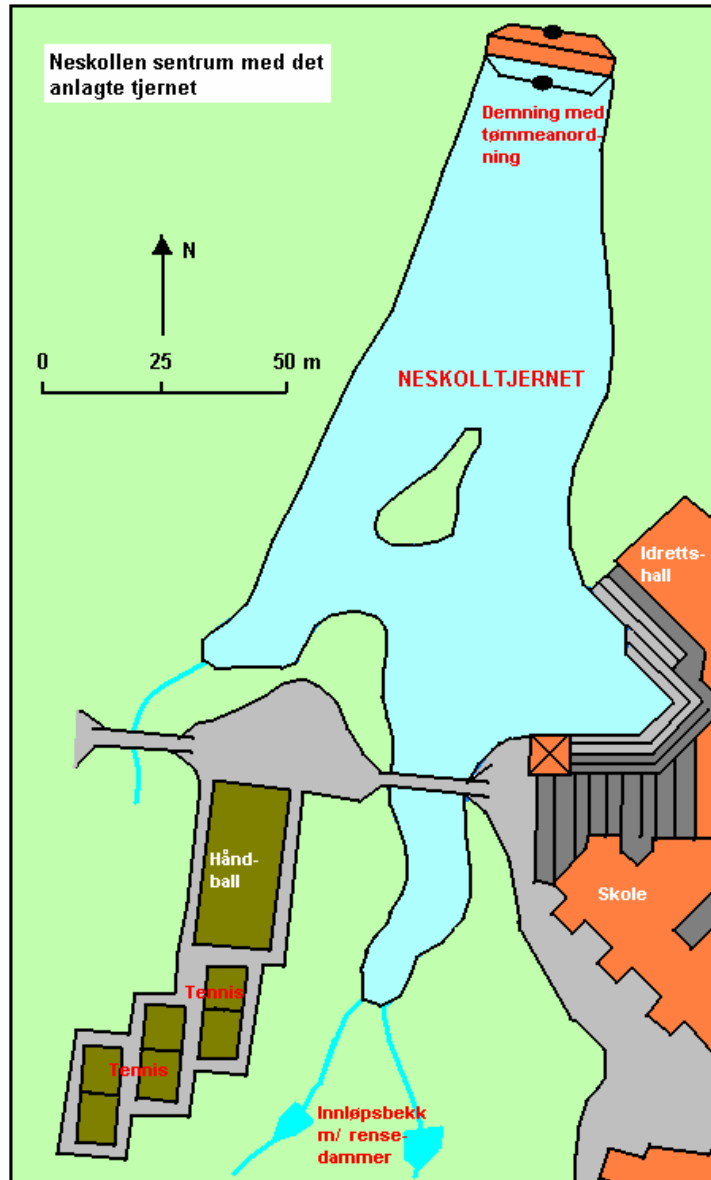 Neskollen sentrum med det
anlagte tjernet
Demning med
tømmeanord-
ning
N
0 25 50 m
NESKOLLTJERNET
Idretts-
hall
Hånd-
ball
Skole
Tennis
Tennis
Innløpsbekk
m/ rense-
dammer